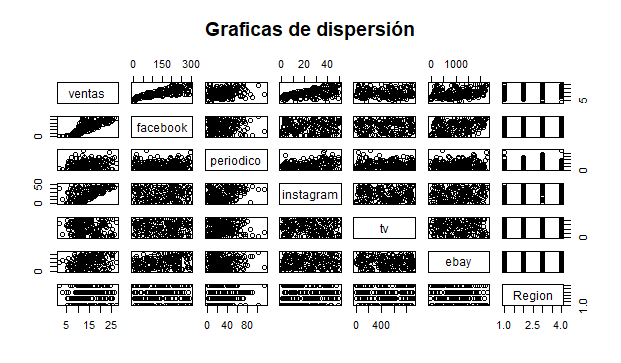 Graficas de dispersión
0 150 300 0 20 50 0 1000
ventas 5
0 facebook
periodico 0
0 50 instagram
tv 0
0 ebay
Region 1.0
5 15 25 0 40 80 0 400 1.0 2.5 4.0